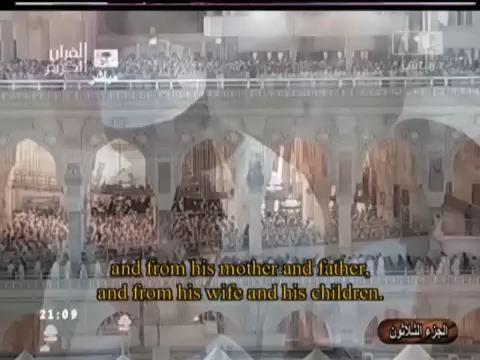 القرآن
الكريم
مباشر
and from his mother and father,
and from his wife and his children.
21:09
الجزء الثلاثون